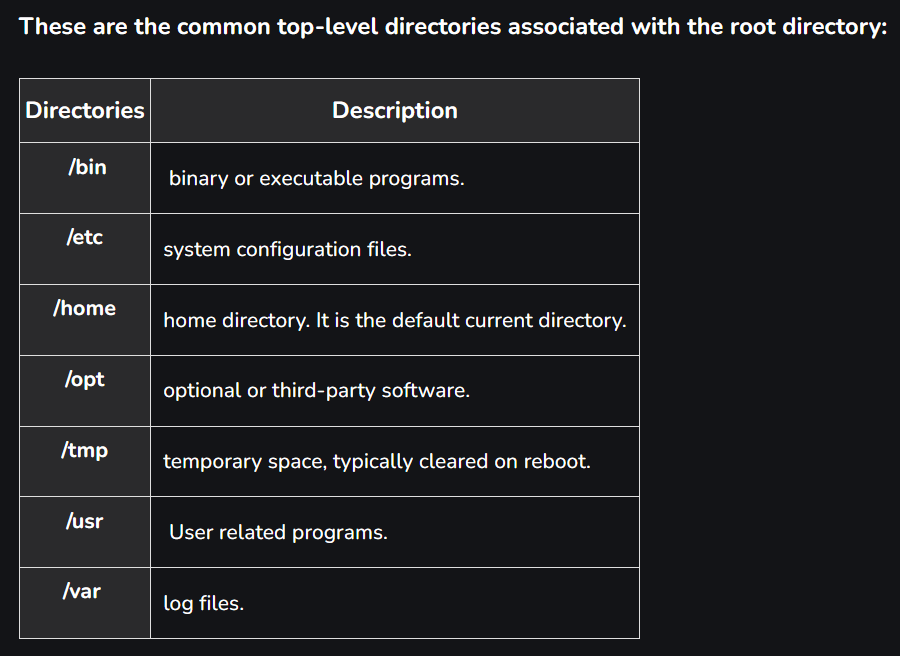 These are the common top-level directories associated with the root directory:
Directories Description
/bin binary or executable programs.
/etc system configuration files.
/home home directory. It is the default current directory.
/opt optional or third-party software.
/tmp temporary space, typically cleared on reboot.
/usr User related programs.
/var log files.